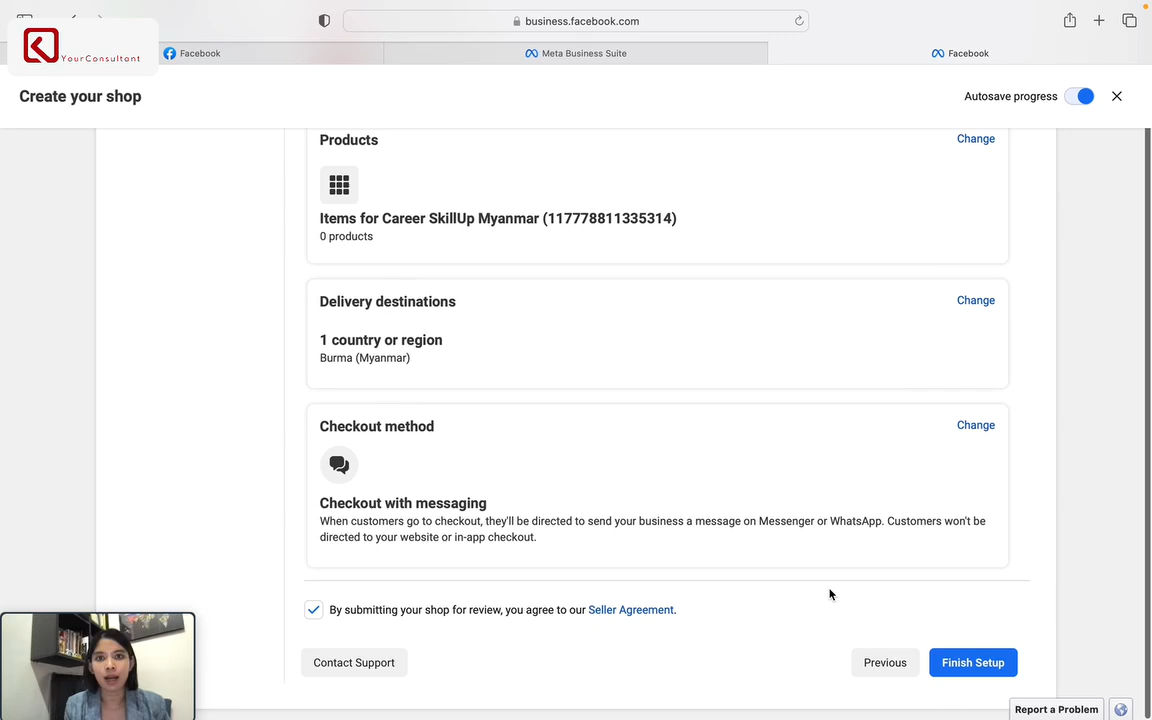 business.facebook.com
YourConsultant
Facebook
Meta Business Suite
Facebook
Create your shop
Autosave progress
Products
Change
Items for Career SkillUp Myanmar (117778811335314)
0 products
Delivery destinations
Change
1 country or region
Burma (Myanmar)
Checkout method
Change
Checkout with messaging
When customers go to checkout, they'll be directed to send your business a message on Messenger or WhatsApp. Customers won't be
directed to your website or in-app checkout.
By submitting your shop for review, you agree to our Seller Agreement.
Contact Support
Previous
Finish Setup
Report a Problem